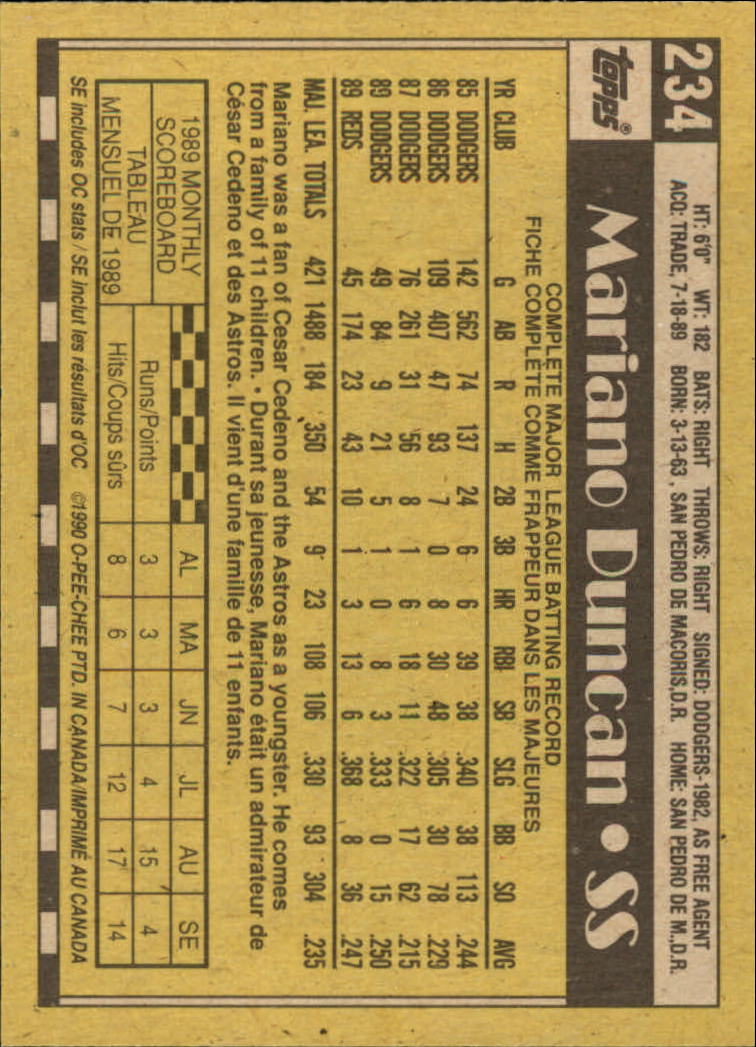 234
HT: 6'0" WT: 182 BATS: RIGHT THROWS: RIGHT SIGNED: DODGERS-1982, AS FREE AGENT
ACQ: TRADE, 7-18-89 BORN: 3-13-63, SAN PEDRO DE MACORIS,D.R. HOME: SAN PEDRO DE M.,D.R.
topps®
Mariano Duncan • SS
COMPLETE MAJOR LEAGUE BATTING RECORD
FICHE COMPLÈTE COMME FRAPPEUR DANS LES MAJEURES
YR CLUB G AB R H 2B 3B HR RBI SB SLG BB SO AVG
85 DODGERS 142 562 74 137 24 6 6 39 38 .340 38 113 .244
86 DODGERS 109 407 47 93 7 0 8 30 48 .305 30 78 .229
87 DODGERS 76 261 31 56 8 1 6 18 11 .322 17 62 .215
89 DODGERS 49 84 9 21 5 1 0 8 3 .333 0 15 .250
89 REDS 45 174 23 43 10 1 3 13 6 .368 8 36 .247
MAJ. LEA. TOTALS 421 1488 184 350 54 9 23 108 106 .330 93 304 .235
Mariano was a fan of Cesar Cedeno and the Astros as a youngster. He comes
from a family of 11 children. • Durant sa jeunesse, Mariano était un admirateur de
César Cedeno et des Astros. Il vient d'une famille de 11 enfants.
1989 MONTHLY
SCOREBOARD
TABLEAU
MENSUEL DE 1989
AL MA JN JL AU SE
Runs/Points 3 3 3 4 15 4
Hits/Coups sûrs 8 6 7 12 17 14
SE includes OC stats / SE inclut les résultats d'OC ©1990 O-PEE-CHEE PTD. IN CANADA/IMPRIMÉ AU CANADA